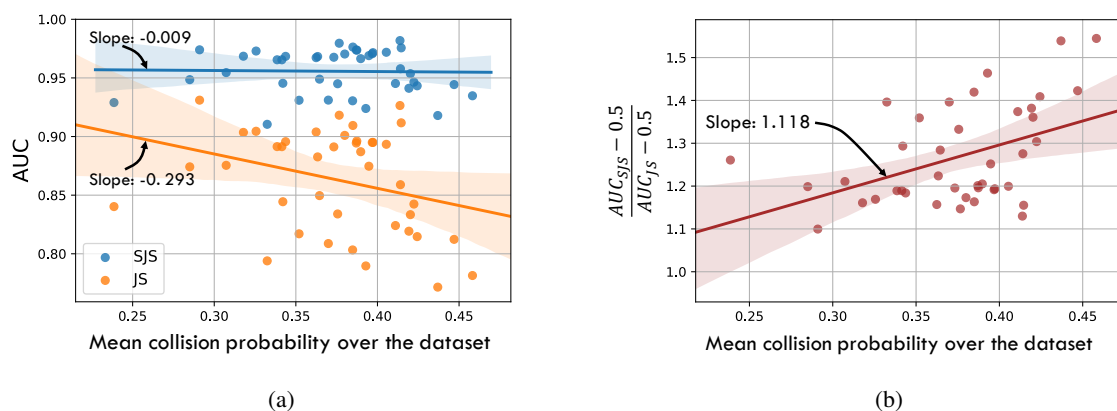 1.00
0.95
0.90
0.85
0.80
AUC
Slope: -0.009
Slope: -0.293
SJS
JS
0.25
0.30
0.35
0.40
0.45
Mean collision probability over the dataset
(a)
1.5
1.4
1.3
1.2
1.1
1.0
AUC_SJS − 0.5
AUC_JS − 0.5
Slope: 1.118
0.25
0.30
0.35
0.40
0.45
Mean collision probability over the dataset
(b)